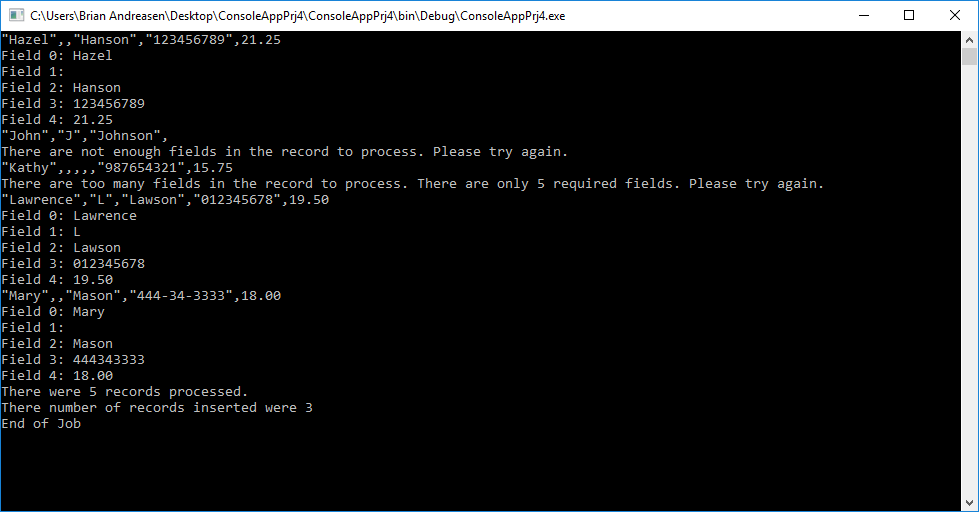 C:\Users\Brian Andreasen\Desktop\ConsoleAppPrj4\ConsoleAppPrj4\bin\Debug\ConsoleAppPrj4.exe
"Hazel",,"Hanson","123456789",21.25
Field 0: Hazel
Field 1:
Field 2: Hanson
Field 3: 123456789
Field 4: 21.25
"John","J","Johnson",
There are not enough fields in the record to process. Please try again.
"Kathy",,,,,"987654321",15.75
There are too many fields in the record to process. There are only 5 required fields. Please try again.
"Lawrence","L","Lawson","012345678",19.50
Field 0: Lawrence
Field 1: L
Field 2: Lawson
Field 3: 012345678
Field 4: 19.50
"Mary",,"Mason","444-34-3333",18.00
Field 0: Mary
Field 1:
Field 2: Mason
Field 3: 444343333
Field 4: 18.00
There were 5 records processed.
There number of records inserted were 3
End of Job